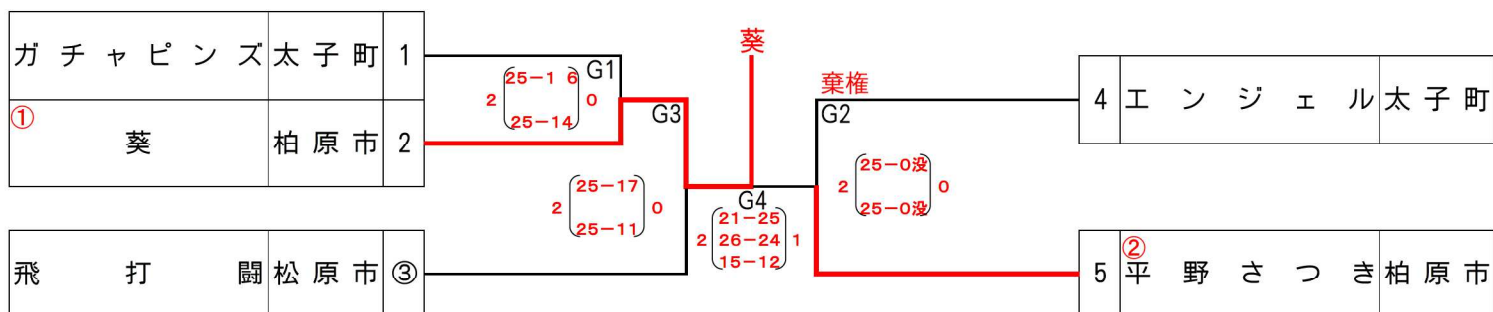 ガチャピンズ 太子町 1
① 葵 柏原市 2
飛打闘 松原市 ③
G1
2 25－1 6 0
25－14
G3
2 25－17 0
25－11
葵
G4
2 21－25 1
26－24
15－12
棄権
G2
2 25－0没 0
25－0没
4 エンジェル 太子町
5 ② 平野さつき 柏原市